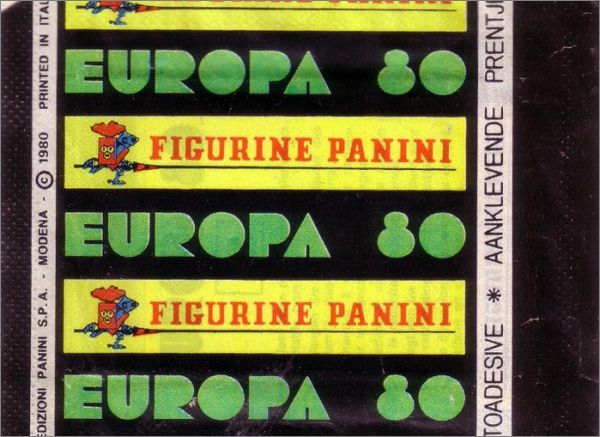 EUROPA 80
FIGURINE PANINI
EUROPA 80
FIGURINE PANINI
EUROPA 80
EDIZIONI PANINI S.P.A. - MODENA - © 1980 PRINTED IN ITAL
TOADESIVE * AANKLEVENDE PRENTJ